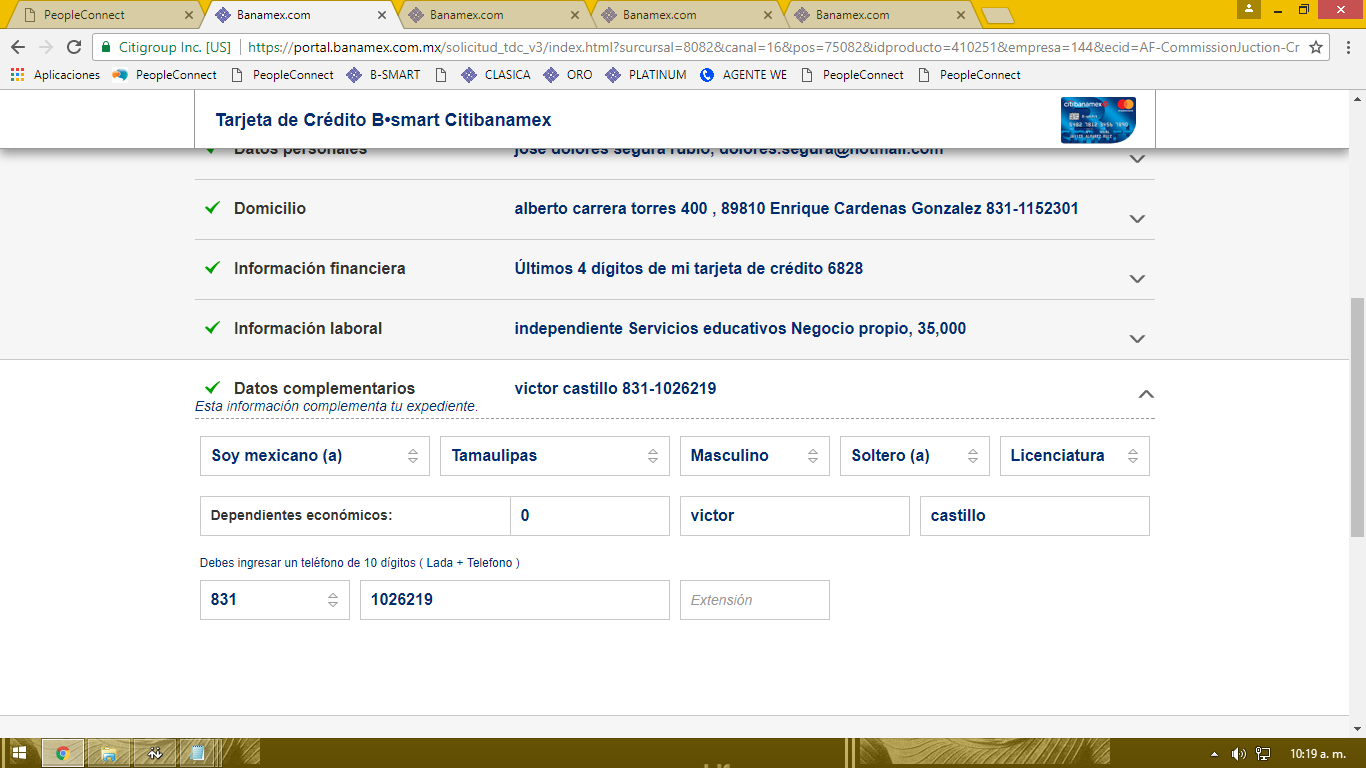 PeopleConnect
Banamex.com
Banamex.com
Banamex.com
Banamex.com
Citigroup Inc. [US] https://portal.banamex.com.mx/solicitud_tdc_v3/index.html?surcursal=8082&canal=16&pos=75082&idproducto=410251&empresa=144&ecid=AF-CommissionJuction-Cr
Aplicaciones PeopleConnect PeopleConnect B-SMART CLASICA ORO PLATINUM AGENTE WE PeopleConnect PeopleConnect
Tarjeta de Crédito B•smart Citibanamex
citibanamex
Datos personales jose dolores segura rubio, dolores.segura@hotmail.com
Domicilio alberto carrera torres 400 , 89810 Enrique Cardenas Gonzalez 831-1152301
Información financiera Últimos 4 dígitos de mi tarjeta de crédito 6828
Información laboral independiente Servicios educativos Negocio propio, 35,000
Datos complementarios victor castillo 831-1026219
Esta información complementa tu expediente.
Soy mexicano (a) Tamaulipas Masculino Soltero (a) Licenciatura
Dependientes económicos: 0 victor castillo
Debes ingresar un teléfono de 10 dígitos ( Lada + Telefono )
831 1026219 Extensión
10:19 a. m.